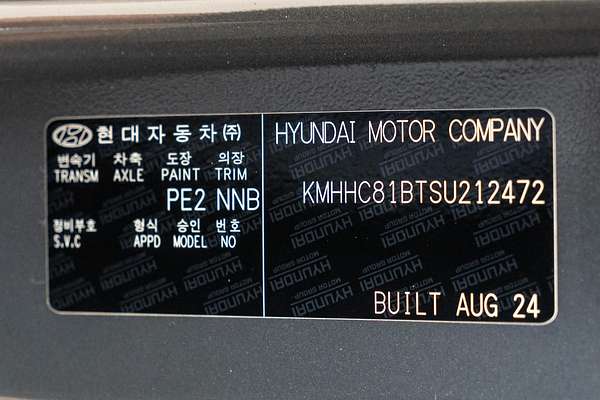 현대자동차(주)
변속기 차축 도장 의장
TRANSM AXLE PAINT TRIM
PE2 NNB
정비부호 형식 승인 번호
S.V.C APPD MODEL NO
HYUNDAI MOTOR COMPANY
KMHHC81BTSU212472
BUILT AUG 24